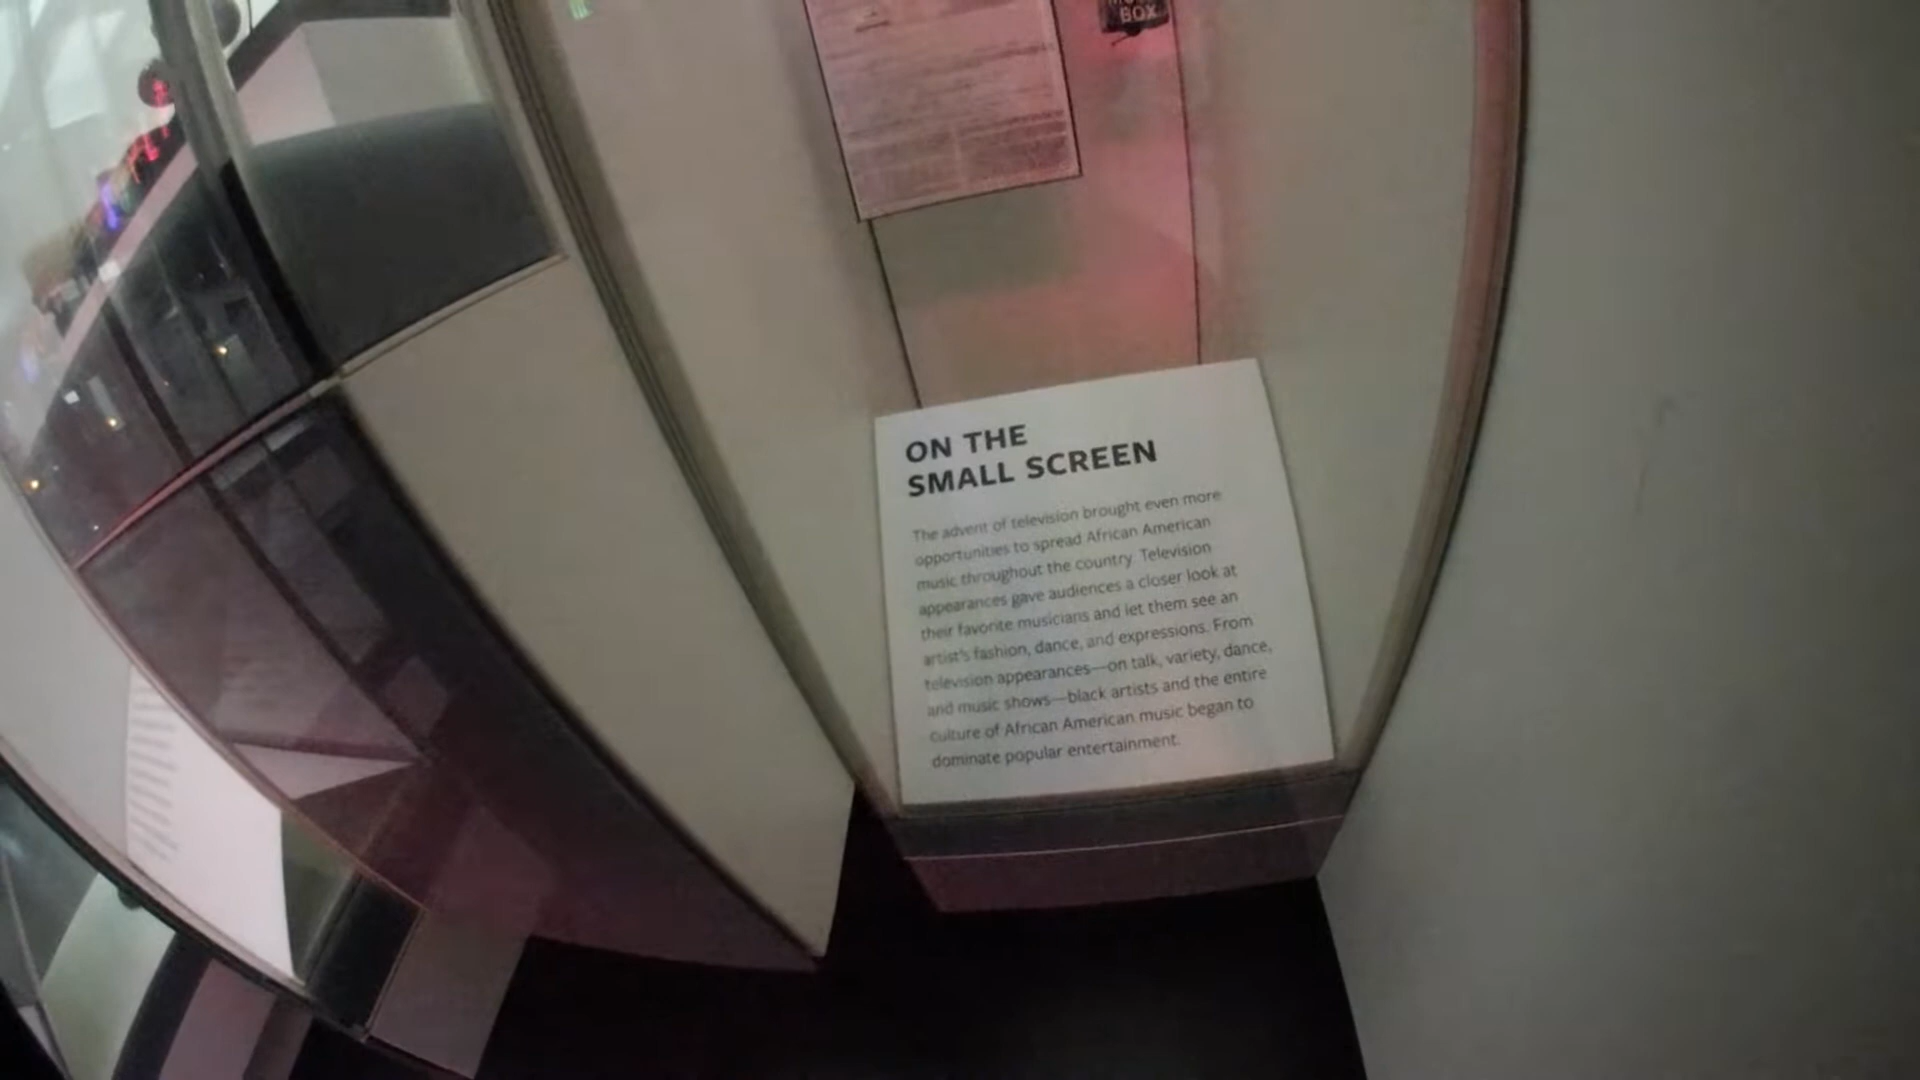 BOX
ON THE
SMALL SCREEN
The advent of television brought even more
opportunities to spread African American
music throughout the country. Television
appearances gave audiences a closer look at
their favorite musicians and let them see an
artist's fashion, dance, and expressions. From
television appearances—on talk, variety, dance,
and music shows—black artists and the entire
culture of African American music began to
dominate popular entertainment.